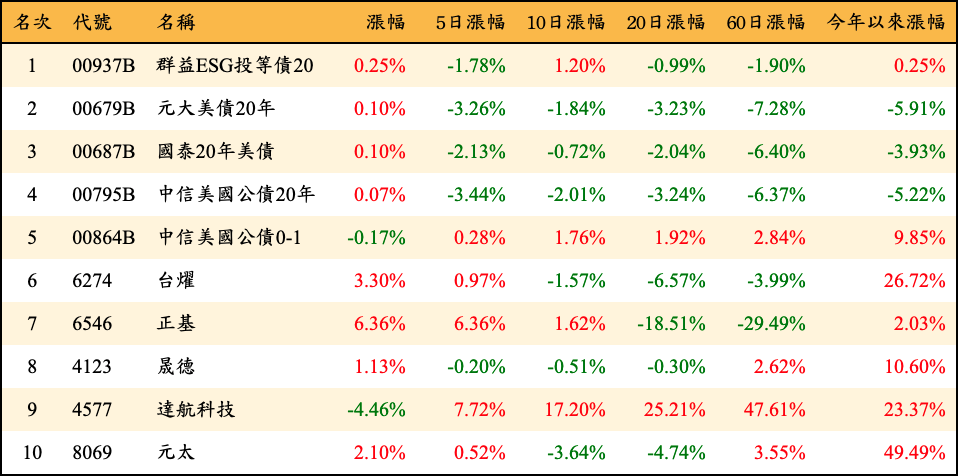 名次 代號 名稱 漲幅 5日漲幅 10日漲幅 20日漲幅 60日漲幅 今年以來漲幅
1 00937B 群益ESG投等債20 0.25% -1.78% 1.20% -0.99% -1.90% 0.25%
2 00679B 元大美債20年 0.10% -3.26% -1.84% -3.23% -7.28% -5.91%
3 00687B 國泰20年美債 0.10% -2.13% -0.72% -2.04% -6.40% -3.93%
4 00795B 中信美國公債20年 0.07% -3.44% -2.01% -3.24% -6.37% -5.22%
5 00864B 中信美國公債0-1 -0.17% 0.28% 1.76% 1.92% 2.84% 9.85%
6 6274 台燿 3.30% 0.97% -1.57% -6.57% -3.99% 26.72%
7 6546 正基 6.36% 6.36% 1.62% -18.51% -29.49% 2.03%
8 4123 晟德 1.13% -0.20% -0.51% -0.30% 2.62% 10.60%
9 4577 達航科技 -4.46% 7.72% 17.20% 25.21% 47.61% 23.37%
10 8069 元太 2.10% 0.52% -3.64% -4.74% 3.55% 49.49%